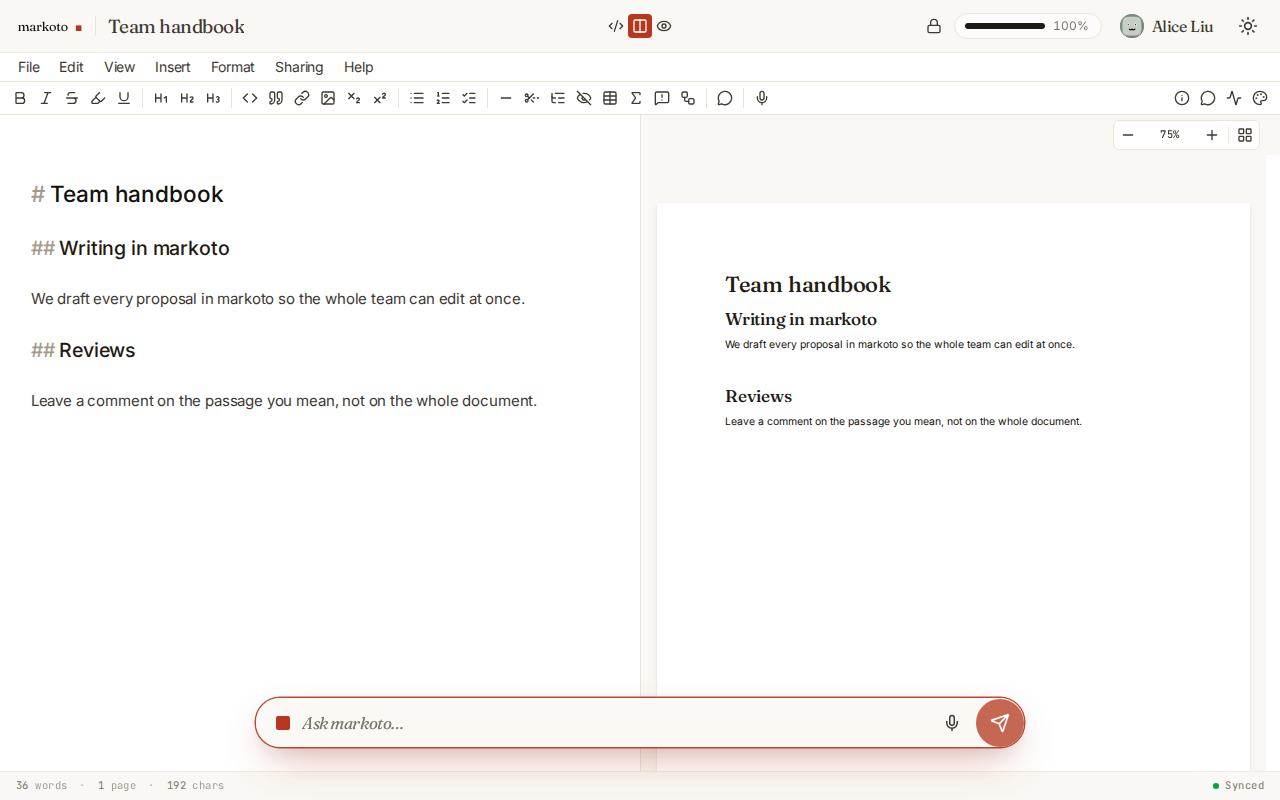 markoto
Team handbook
100%
Alice Liu
File Edit View Insert Format Sharing Help
H1 H2 H3
75%
# Team handbook
## Writing in markoto
We draft every proposal in markoto so the whole team can edit at once.
## Reviews
Leave a comment on the passage you mean, not on the whole document.
Team handbook
Writing in markoto
We draft every proposal in markoto so the whole team can edit at once.
Reviews
Leave a comment on the passage you mean, not on the whole document.
Ask markoto...
36 words · 1 page · 192 chars
Synced